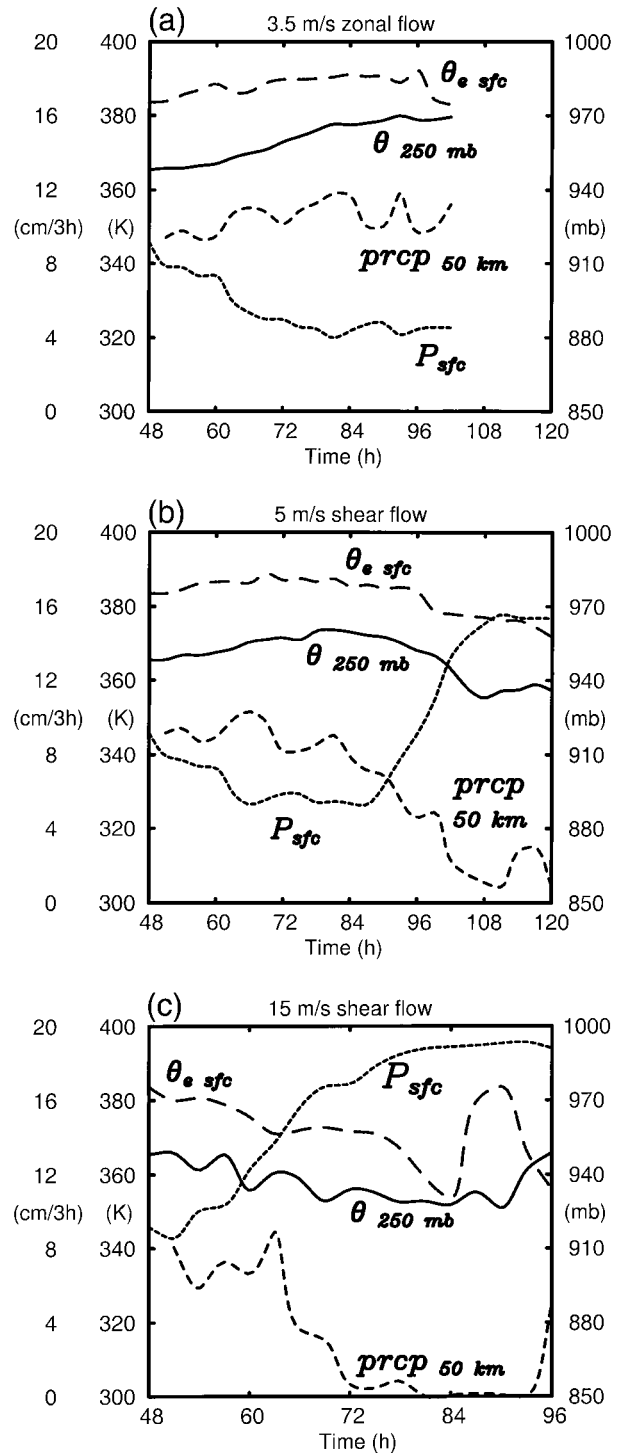 (a) 3.5 m/s zonal flow
20 400 1000
θe sfc
16 380 970
θ 250 mb
12 360 940
(cm/3h) (K) (mb)
prcp 50 km
8 340 910
4 320 880
Psfc
0 300 850
48 60 72 84 96 108 120
Time (h)
(b) 5 m/s shear flow
20 400 1000
θe sfc
16 380 970
θ 250 mb
12 360 940
(cm/3h) (K) (mb)
prcp
50 km
8 340 910
Psfc
4 320 880
0 300 850
48 60 72 84 96 108 120
Time (h)
(c) 15 m/s shear flow
20 400 1000
θe sfc
Psfc
16 380 970
12 360 940
θ 250 mb
(cm/3h) (K) (mb)
8 340 910
4 320 880
prcp 50 km
0 300 850
48 60 72 84 96
Time (h)